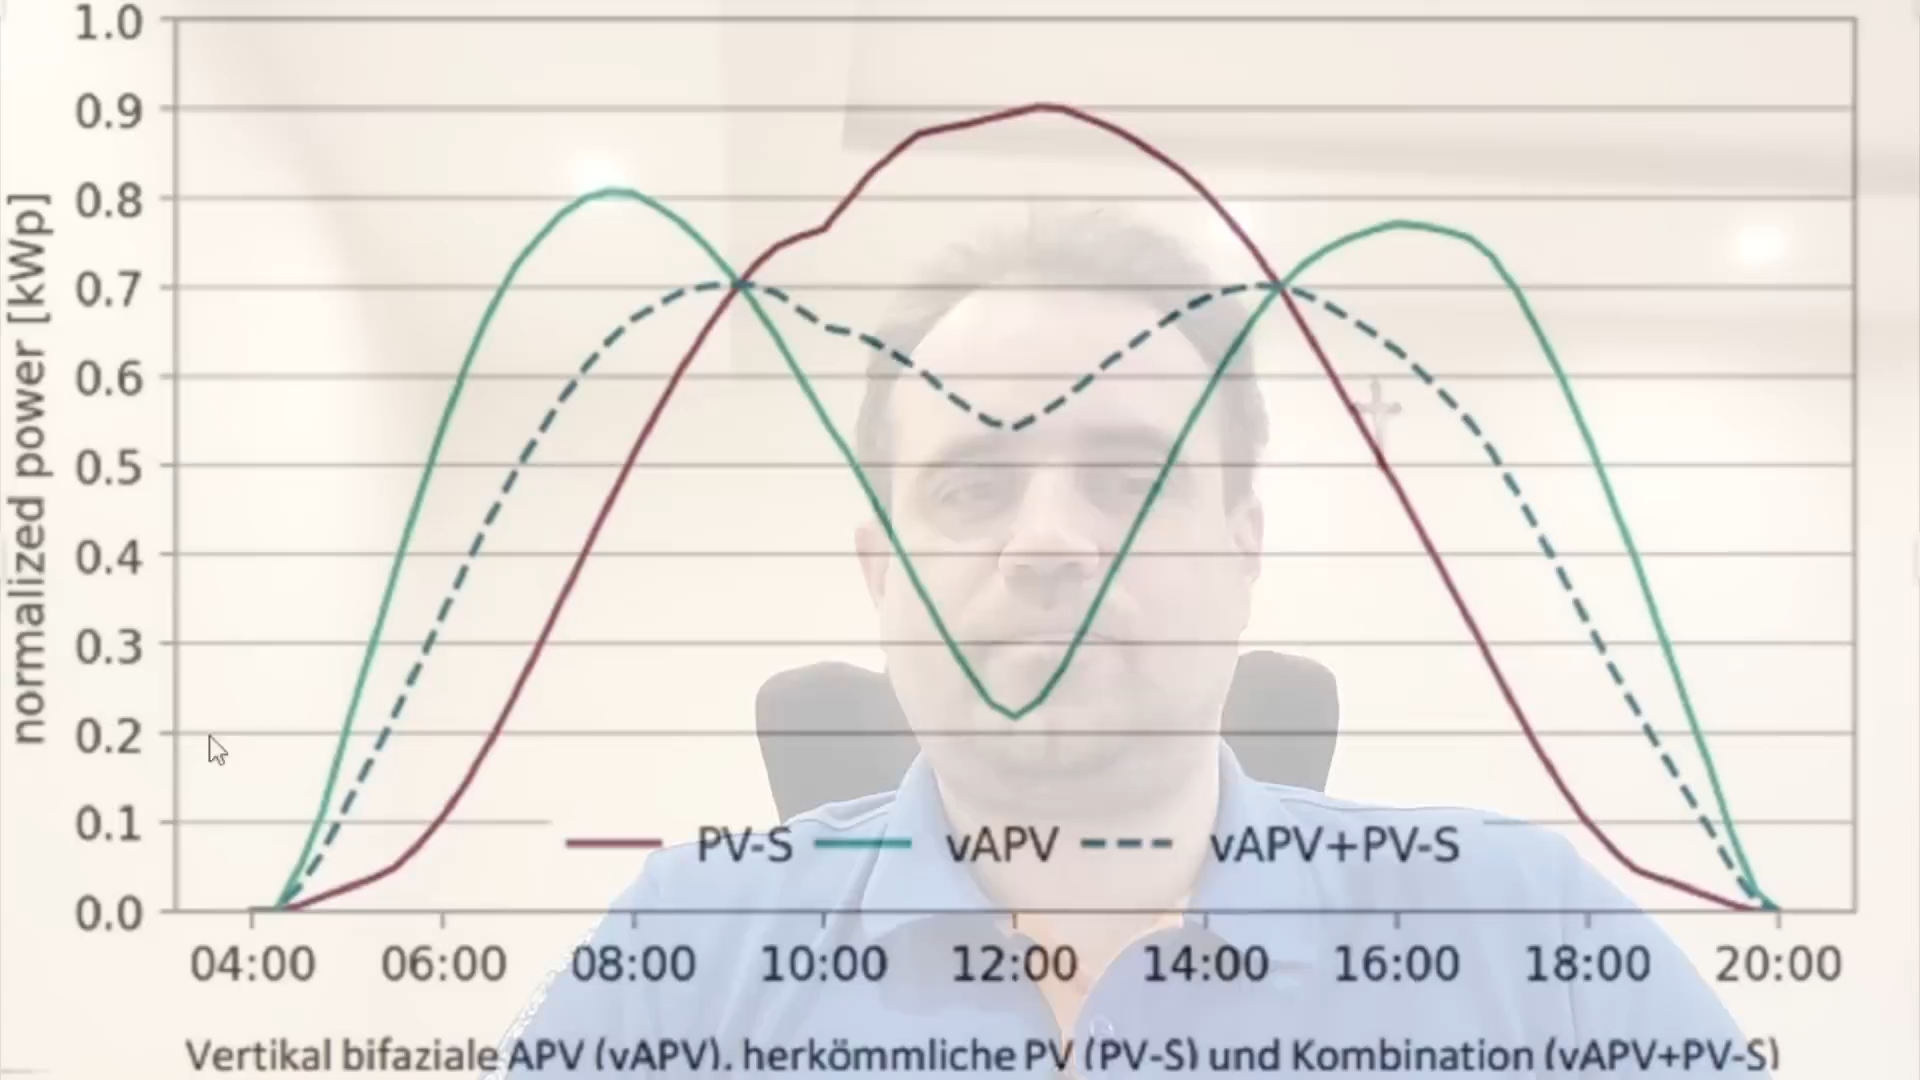 normalized power [kWp]
1.0
0.9
0.8
0.7
0.6
0.5
0.4
0.3
0.2
0.1
0.0
PV-S vAPV vAPV+PV-S
04:00 06:00 08:00 10:00 12:00 14:00 16:00 18:00 20:00
Vertikal bifaziale APV (vAPV), herkömmliche PV (PV-S) und Kombination (vAPV+PV-S)